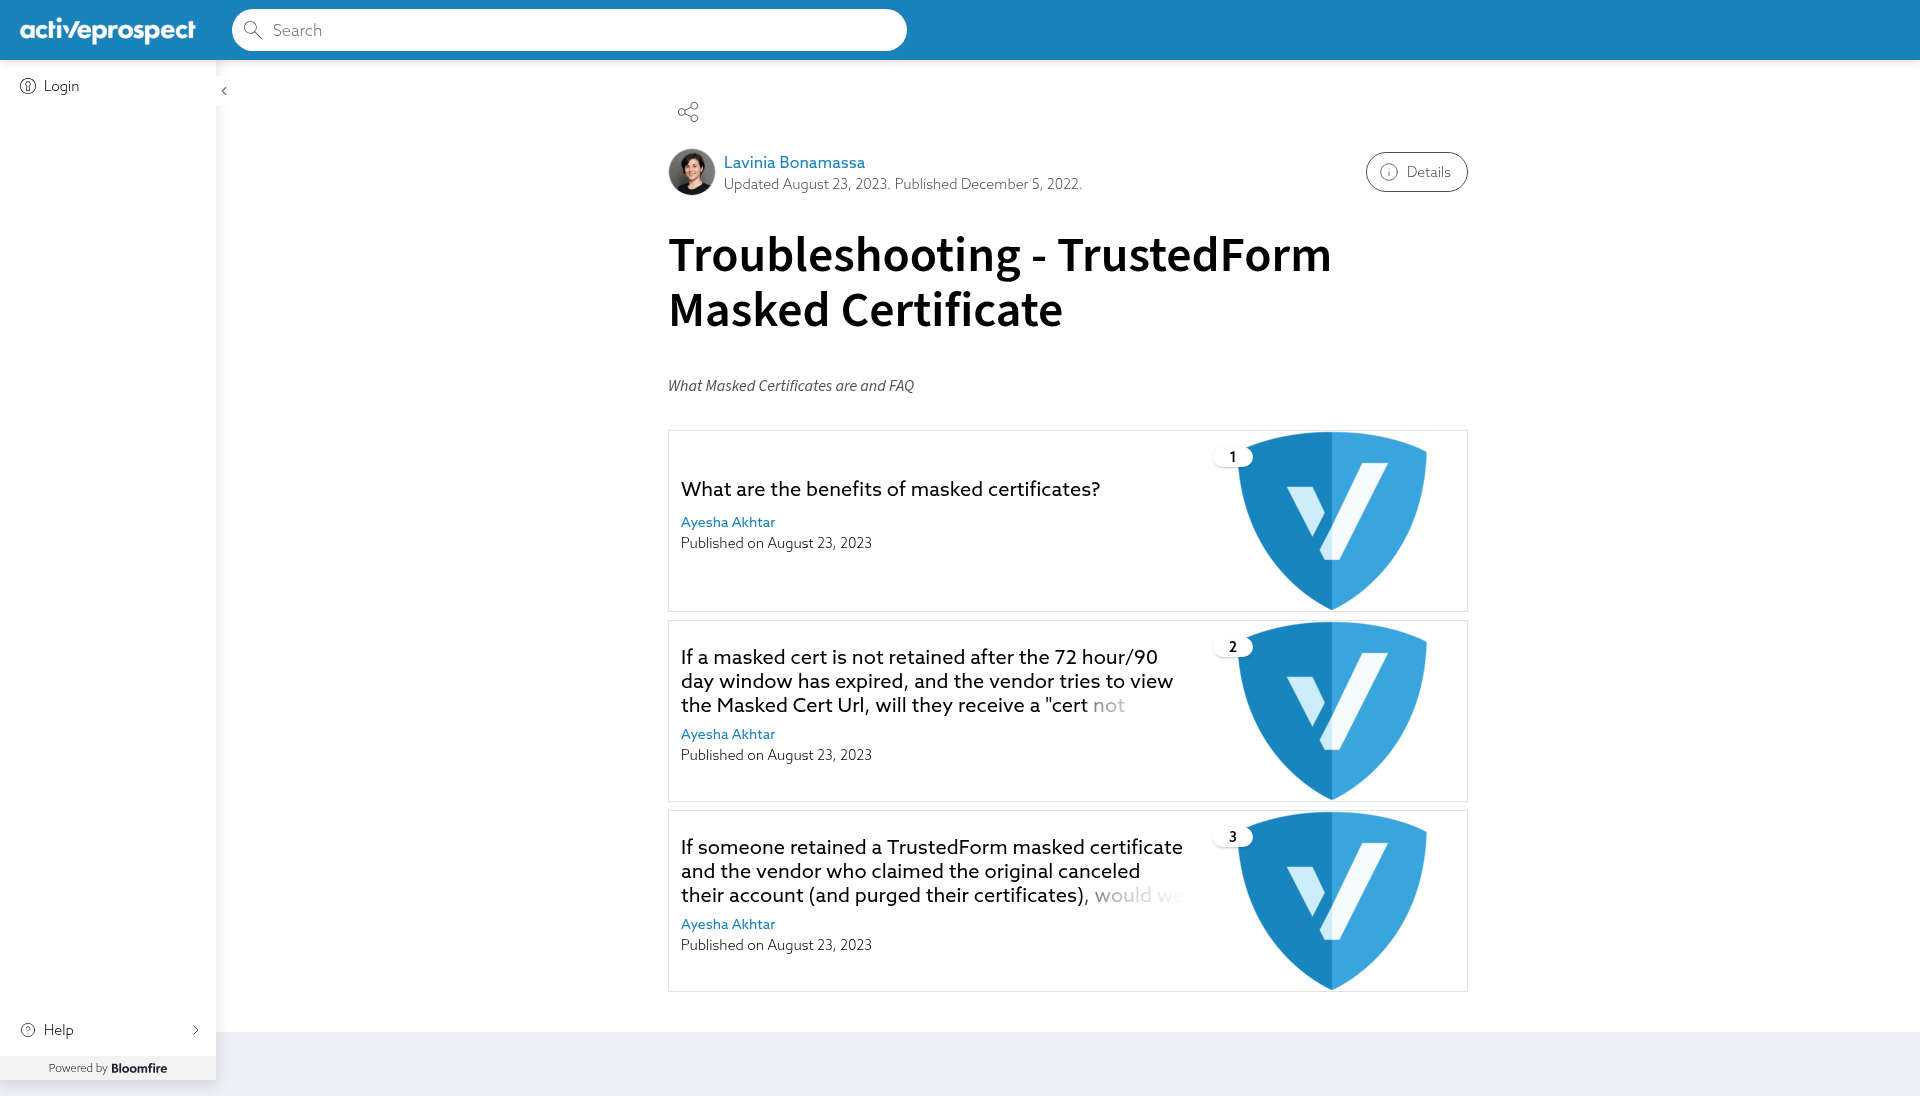 activeprospect
Search
Login
Lavinia Bonamassa
Updated August 23, 2023. Published December 5, 2022.
Details
Troubleshooting - TrustedForm
Masked Certificate
What Masked Certificates are and FAQ
1
What are the benefits of masked certificates?
Ayesha Akhtar
Published on August 23, 2023
2
If a masked cert is not retained after the 72 hour/90
day window has expired, and the vendor tries to view
the Masked Cert Url, will they receive a "cert not
Ayesha Akhtar
Published on August 23, 2023
3
If someone retained a TrustedForm masked certificate
and the vendor who claimed the original canceled
their account (and purged their certificates), would we
Ayesha Akhtar
Published on August 23, 2023
Help
Powered by Bloomfire